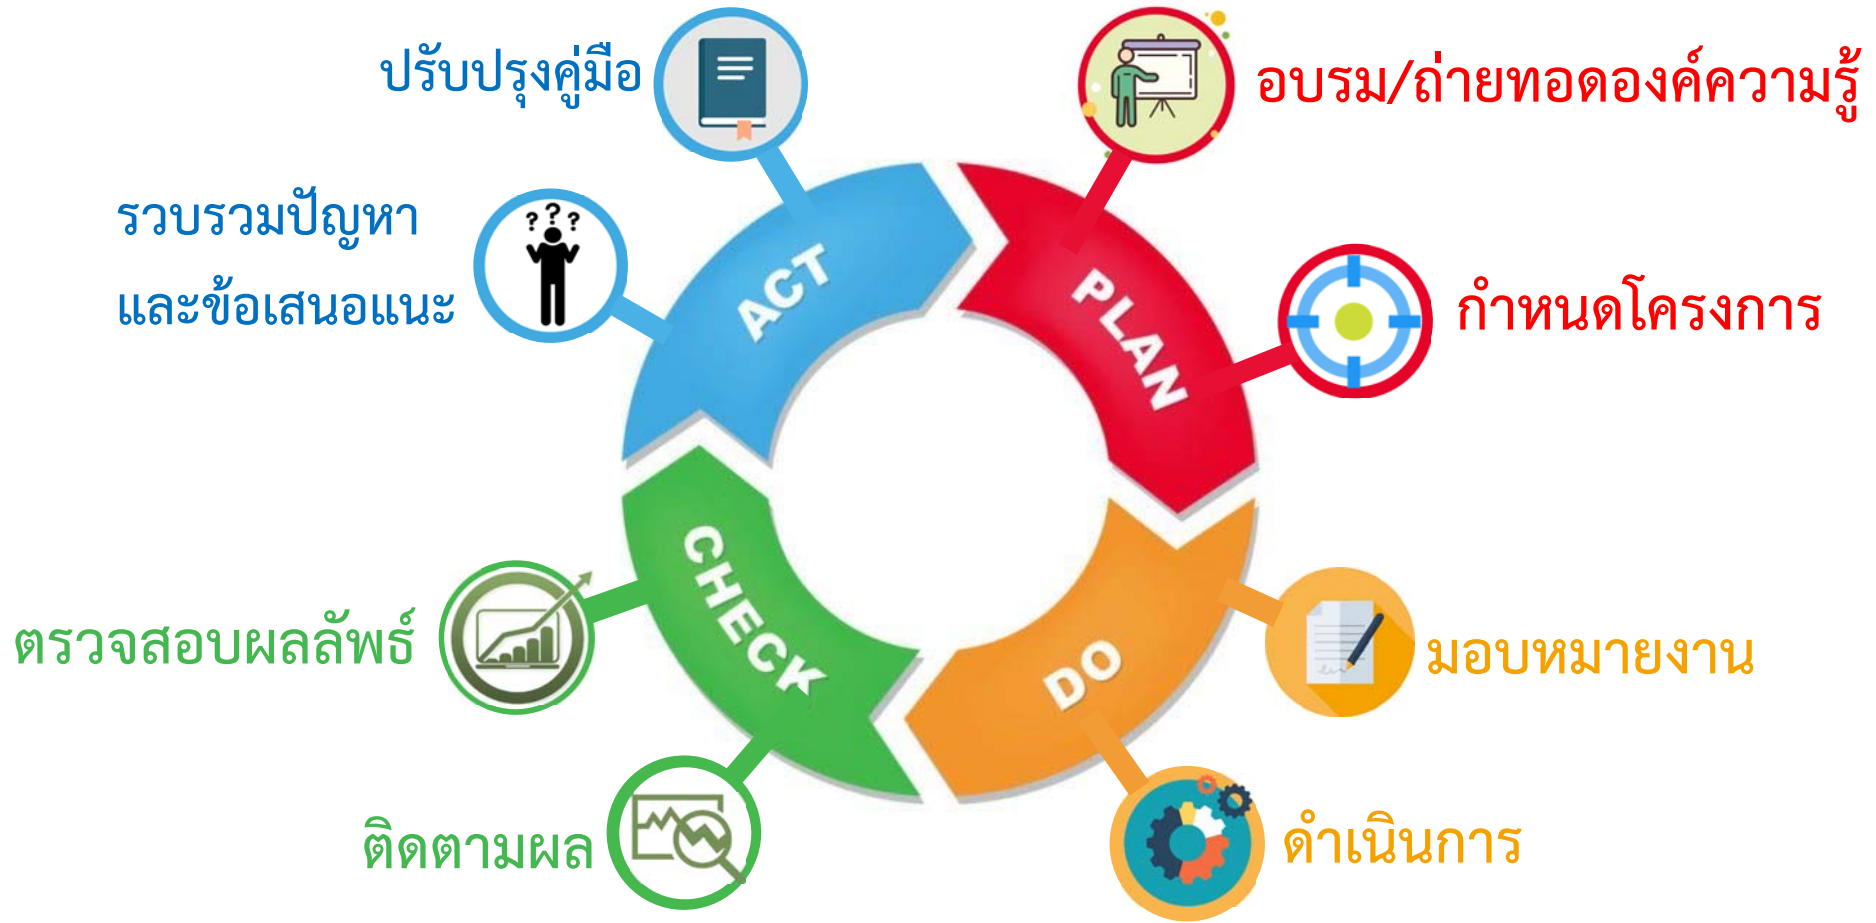 ปรับปรุงคู่มือ
อบรม/ถ่ายทอดองค์ความรู้
รวบรวมปัญหา
และข้อเสนอแนะ
???
ACT
PLAN
กำหนดโครงการ
CHECK
DO
ตรวจสอบผลลัพธ์
มอบหมายงาน
ติดตามผล
ดำเนินการ